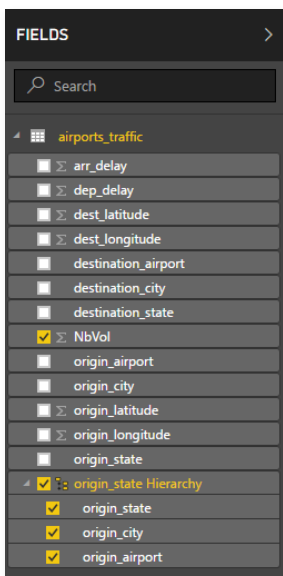 FIELDS
Search
airports_traffic
arr_delay
dep_delay
dest_latitude
dest_longitude
destination_airport
destination_city
destination_state
NbVol
origin_airport
origin_city
origin_latitude
origin_longitude
origin_state
origin_state Hierarchy
origin_state
origin_city
origin_airport